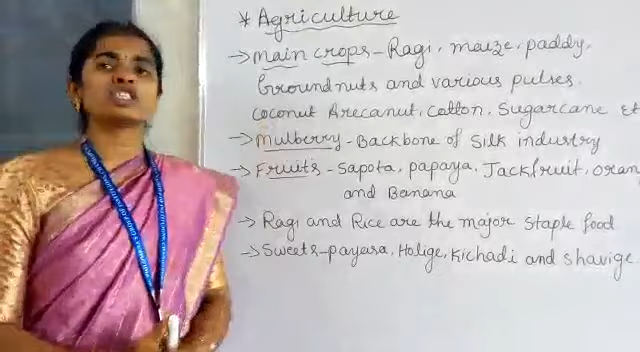 * Agriculture
→ main crops - Ragi, maize, paddy,
Groundnuts and various pulses.
coconut Arecanut, Cotton, Sugarcane
→ Mulberry - Backbone of Silk industry
→ Fruits - Sapota, papaya, Jackfruit,
and Banana
→ Ragi and Rice are the major Staple food
→ Sweets - payasa, Holige, Kichadi and Shavige.